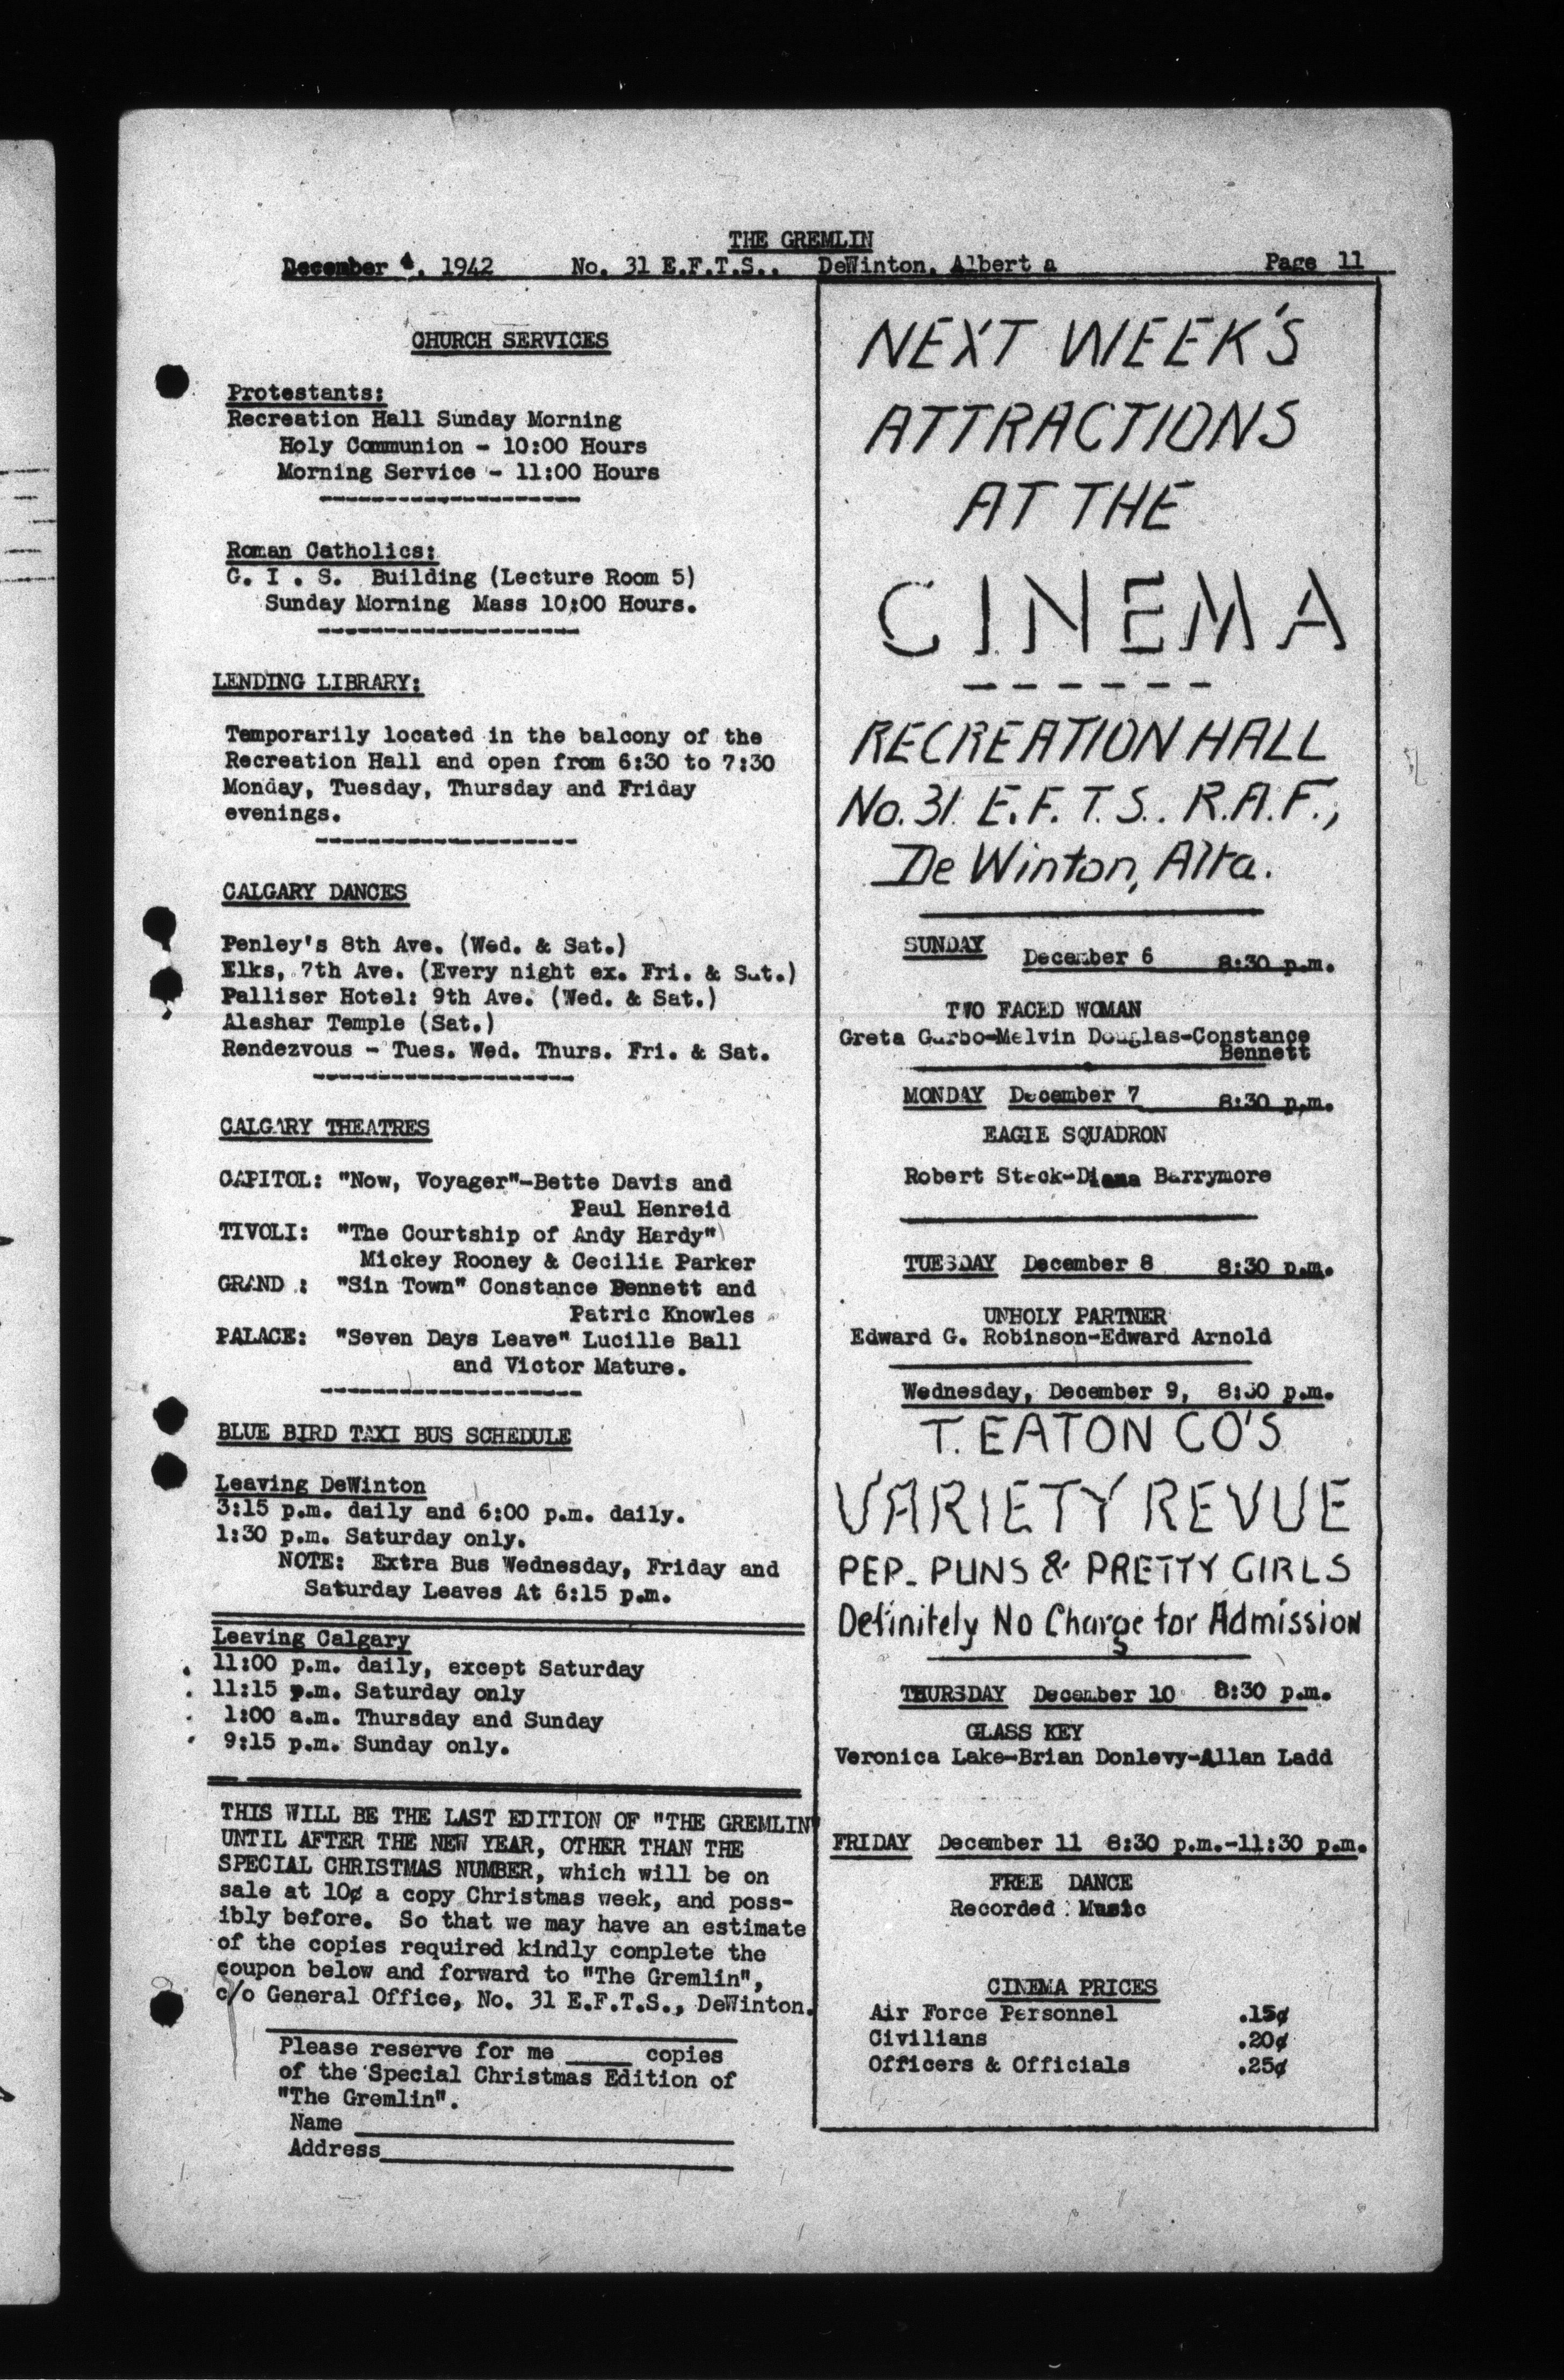 THE GREMLIN
December 4, 1942 No. 31 E.F.T.S., DeWinton, Albert a Page 11
CHURCH SERVICES
Protestants:
Recreation Hall Sunday Morning
Holy Communion - 10:00 Hours
Morning Service - 11:00 Hours
Roman Catholics:
G. I . S. Building (Lecture Room 5)
Sunday Morning Mass 10:00 Hours.
LENDING LIBRARY:
Temporarily located in the balcony of the
Recreation Hall and open from 6:30 to 7:30
Monday, Tuesday, Thursday and Friday
evenings.
CALGARY DANCES
Penley's 8th Ave. (Wed. & Sat.)
Elks, 7th Ave. (Every night ex. Fri. & Sat.)
Palliser Hotel: 9th Ave. (Wed. & Sat.)
Alashar Temple (Sat.)
Rendezvous - Tues. Wed. Thurs. Fri. & Sat.
CALGARY THEATRES
CAPITOL: "Now, Voyager"-Bette Davis and
Paul Henreid
TIVOLI: "The Courtship of Andy Hardy"
Mickey Rooney & Cecilia Parker
GRAND : "Sin Town" Constance Bennett and
Patric Knowles
PALACE: "Seven Days Leave" Lucille Ball
and Victor Mature.
BLUE BIRD TAXI BUS SCHEDULE
Leaving DeWinton
3:15 p.m. daily and 6:00 p.m. daily.
1:30 p.m. Saturday only.
NOTE: Extra Bus Wednesday, Friday and
Saturday Leaves At 6:15 p.m.
Leaving Calgary
11:00 p.m. daily, except Saturday
11:15 p.m. Saturday only
1:00 a.m. Thursday and Sunday
9:15 p.m. Sunday only.
THIS WILL BE THE LAST EDITION OF "THE GREMLIN"
UNTIL AFTER THE NEW YEAR, OTHER THAN THE
SPECIAL CHRISTMAS NUMBER, which will be on
sale at 10¢ a copy Christmas week, and poss-
ibly before. So that we may have an estimate
of the copies required kindly complete the
coupon below and forward to "The Gremlin",
c/o General Office, No. 31 E.F.T.S., DeWinton.
Please reserve for me _____ copies
of the Special Christmas Edition of
"The Gremlin".
Name
Address
NEXT WEEK'S
ATTRACTIONS
AT THE
CINEMA
RECREATION HALL
No. 31. E.F.T.S.. R.A.F.,
De Winton, Alta.
SUNDAY December 6 8:30 p.m.
TWO FACED WOMAN
Greta Garbo-Melvin Douglas-Constance
Bennett
MONDAY December 7 8:30 p.m.
EAGLE SQUADRON
Robert Stack-Diana Barrymore
TUESDAY December 8 8:30 p.m.
UNHOLY PARTNER
Edward G. Robinson-Edward Arnold
Wednesday, December 9, 8:30 p.m.
T. EATON CO'S
VARIETY REVUE
PEP. PUNS & PRETTY GIRLS
Definitely No Charge for Admission
THURSDAY December 10 8:30 p.m.
GLASS KEY
Veronica Lake-Brian Donlevy-Allan Ladd
FRIDAY December 11 8:30 p.m.-11:30 p.m.
FREE DANCE
Recorded Music
CINEMA PRICES
Air Force Personnel .15¢
Civilians .20¢
Officers & Officials .25¢